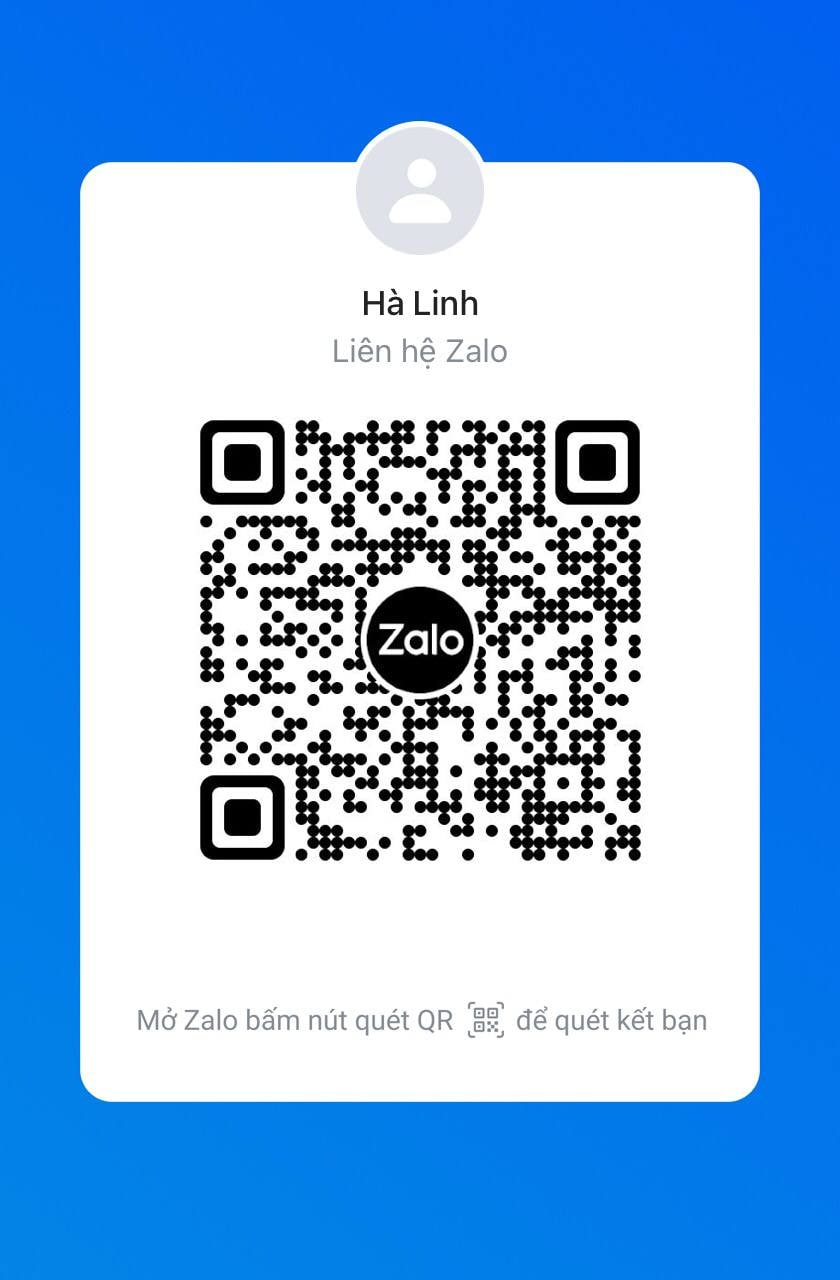 Hà Linh
Liên hệ Zalo
Zalo
Mở Zalo bấm nút quét QR để quét kết bạn